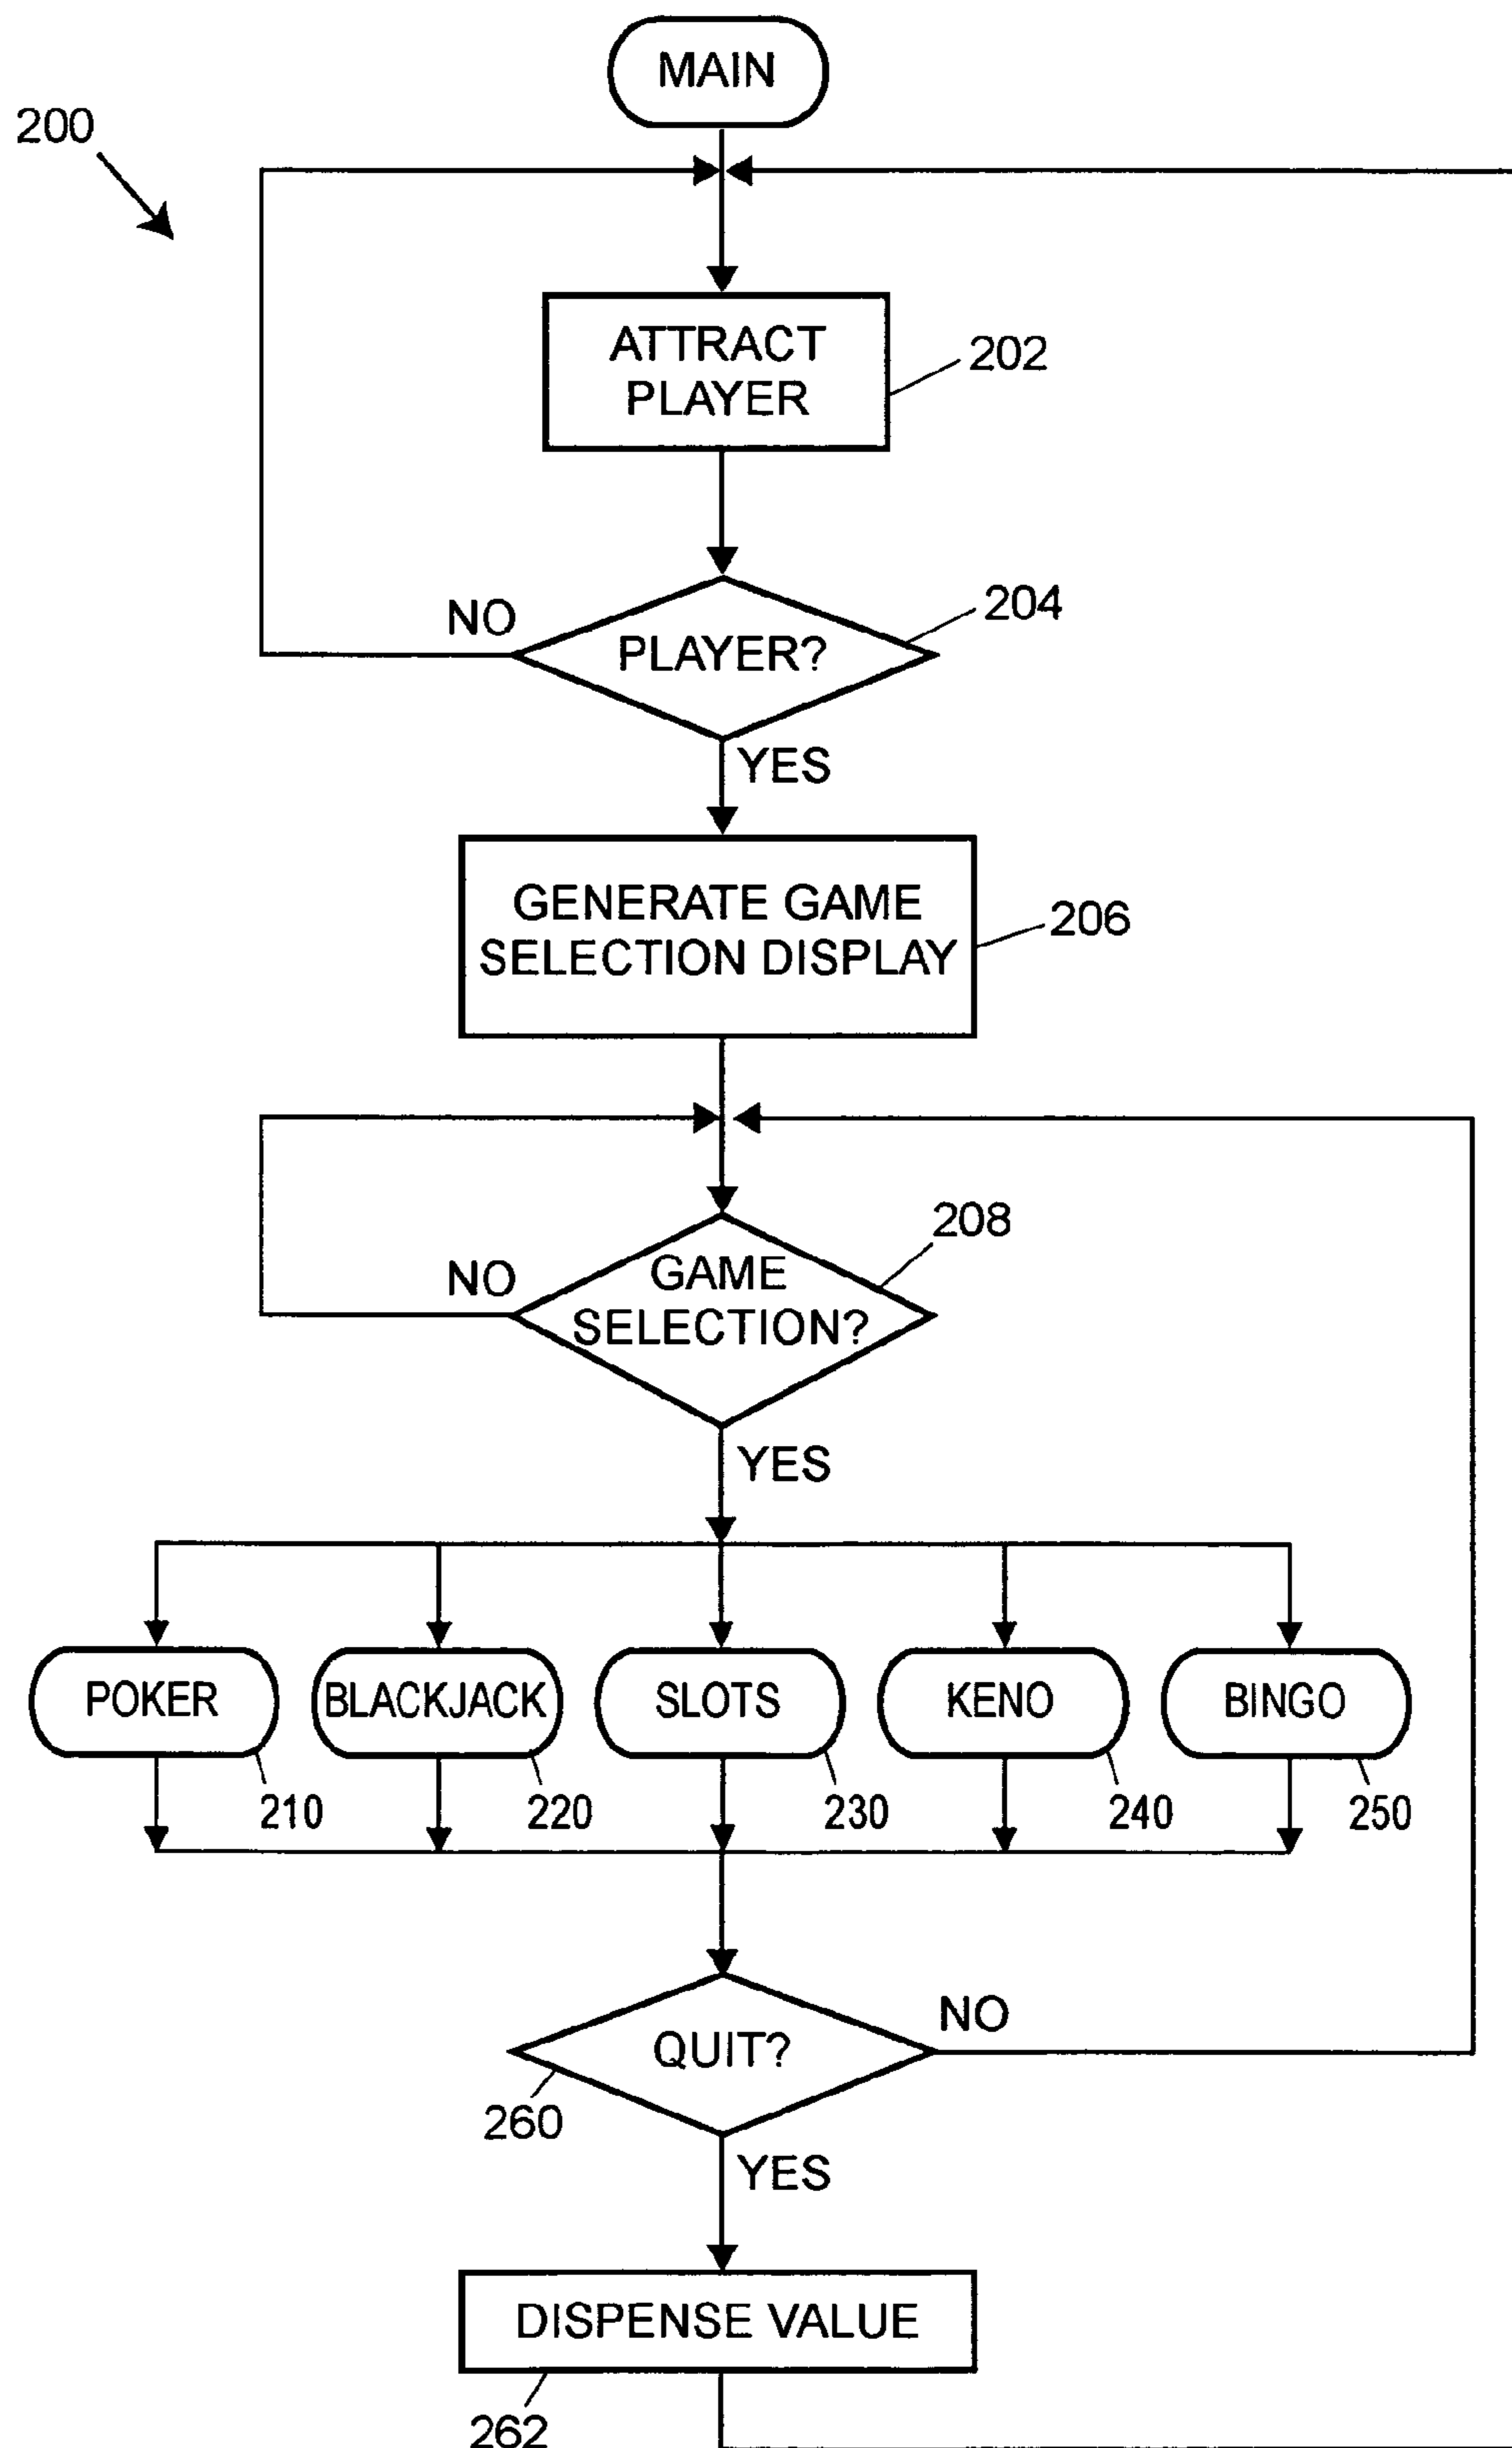 MAIN
200
ATTRACT
PLAYER
202
NO
204
PLAYER?
YES
GENERATE GAME
SELECTION DISPLAY
206
208
NO
GAME
SELECTION?
YES
POKER
BLACKJACK
SLOTS
KENO
BINGO
210
220
230
240
250
NO
QUIT?
260
YES
DISPENSE VALUE
262